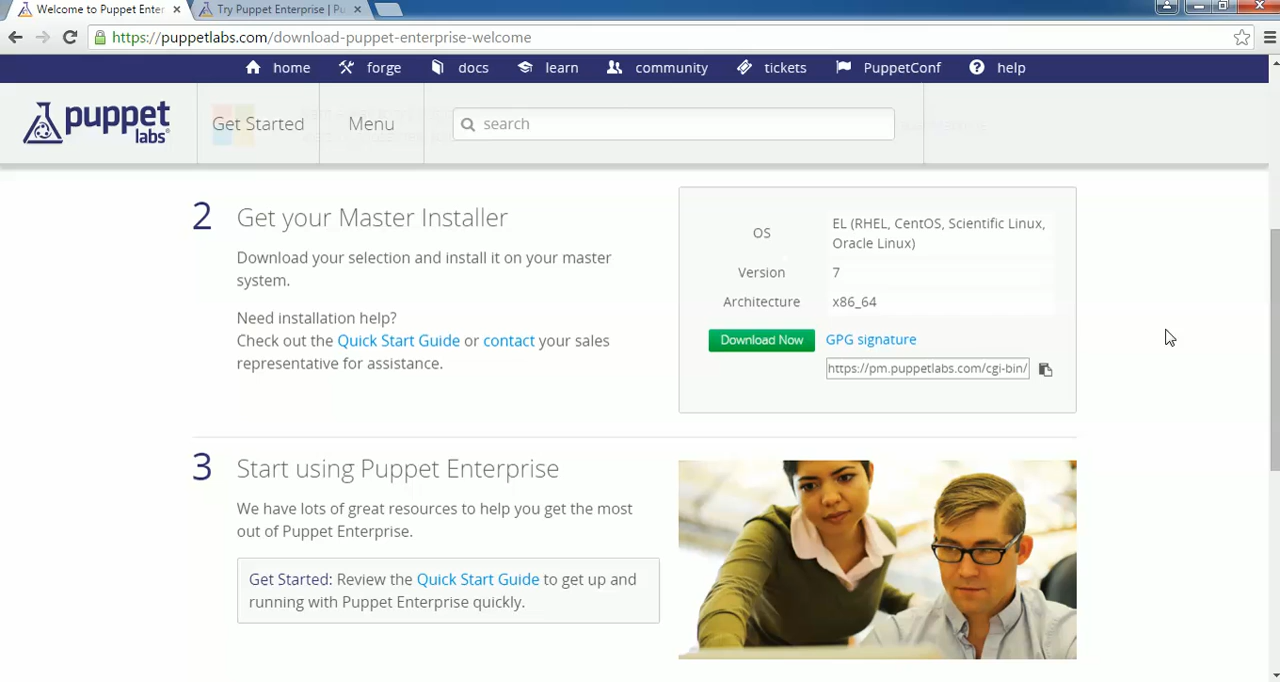 Welcome to Puppet Enter
Try Puppet Enterprise | Pu
https://puppetlabs.com/download-puppet-enterprise-welcome
home forge docs learn community tickets PuppetConf help
puppet labs
Get Started
Menu
search
2 Get your Master Installer
Download your selection and install it on your master
system.
Need installation help?
Check out the Quick Start Guide or contact your sales
representative for assistance.
OS EL (RHEL, CentOS, Scientific Linux,
Oracle Linux)
Version 7
Architecture x86_64
Download Now GPG signature
https://pm.puppetlabs.com/cgi-bin/
3 Start using Puppet Enterprise
We have lots of great resources to help you get the most
out of Puppet Enterprise.
Get Started: Review the Quick Start Guide to get up and
running with Puppet Enterprise quickly.